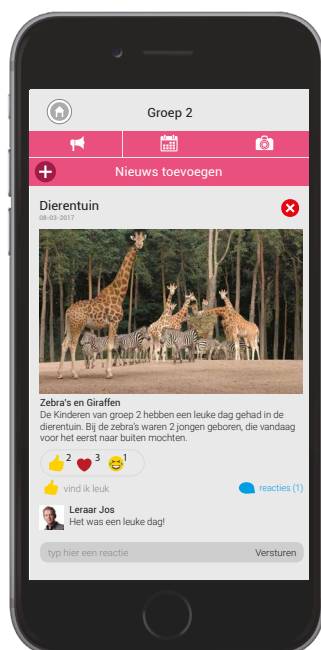 Groep 2
Nieuws toevoegen
Dierentuin
08-03-2017
Zebra's en Giraffen
De Kinderen van groep 2 hebben een leuke dag gehad in de
dierentuin. Bij de zebra's waren 2 jongen geboren, die vandaag
voor het eerst naar buiten mochten.
2 3 1
vind ik leuk reacties (1)
Leraar Jos
Het was een leuke dag!
typ hier een reactie Versturen